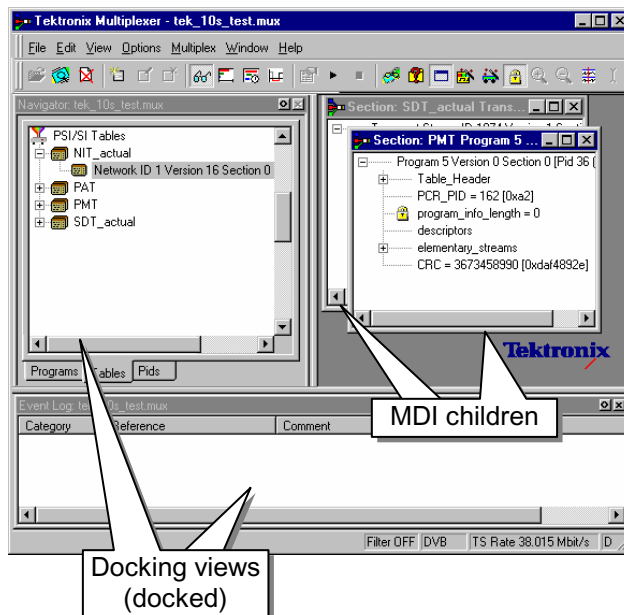 Tektronix Multiplexer - tek_10s_test.mux
File Edit View Options Multiplex Window Help
Navigator: tek_10s_test.mux
PSI/SI Tables
NIT_actual
Network ID 1 Version 16 Section 0
PAT
PMT
SDT_actual
Programs Tables Pids
Section: SDT_actual Trans...
Section: PMT Program 5 ...
Program 5 Version 0 Section 0 [Pid 36 (
Table_Header
PCR_PID = 162 [0xa2]
program_info_length = 0
descriptors
elementary_streams
CRC = 3673458990 [0xdaf4892e]
Tektronix
MDI children
Event Log: tek_10s_test.mux
Category Reference Comment
Filter OFF DVB TS Rate 38.015 Mbit/s D
Docking views
(docked)